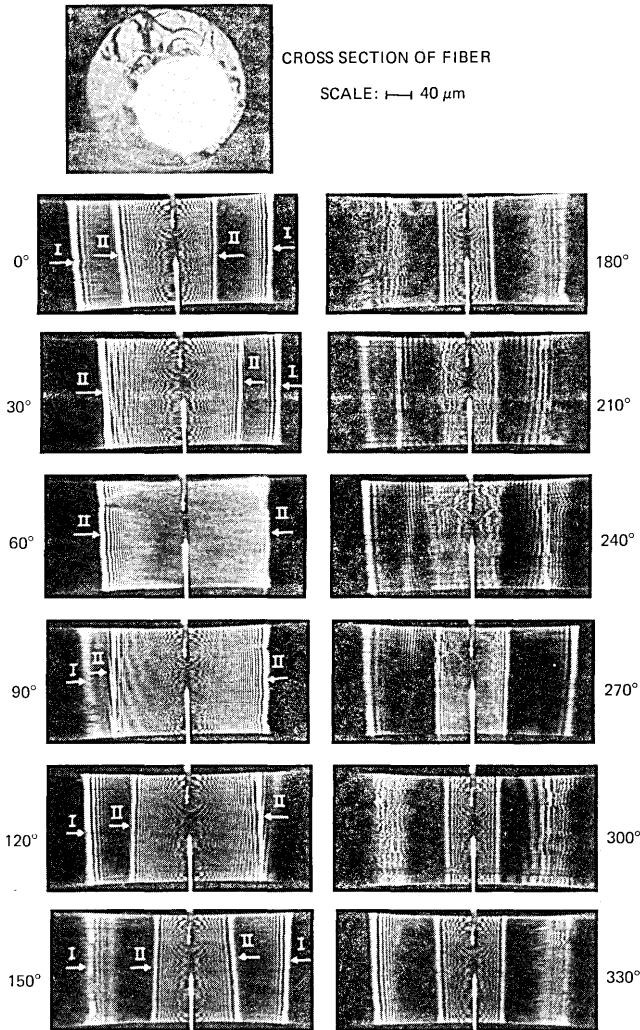 CROSS SECTION OF FIBER
SCALE: 40 μm
I II II I
0°
180°
II II I
30°
210°
II II
60°
240°
I II II
90°
270°
I II II
120°
300°
I II II I
150°
330°